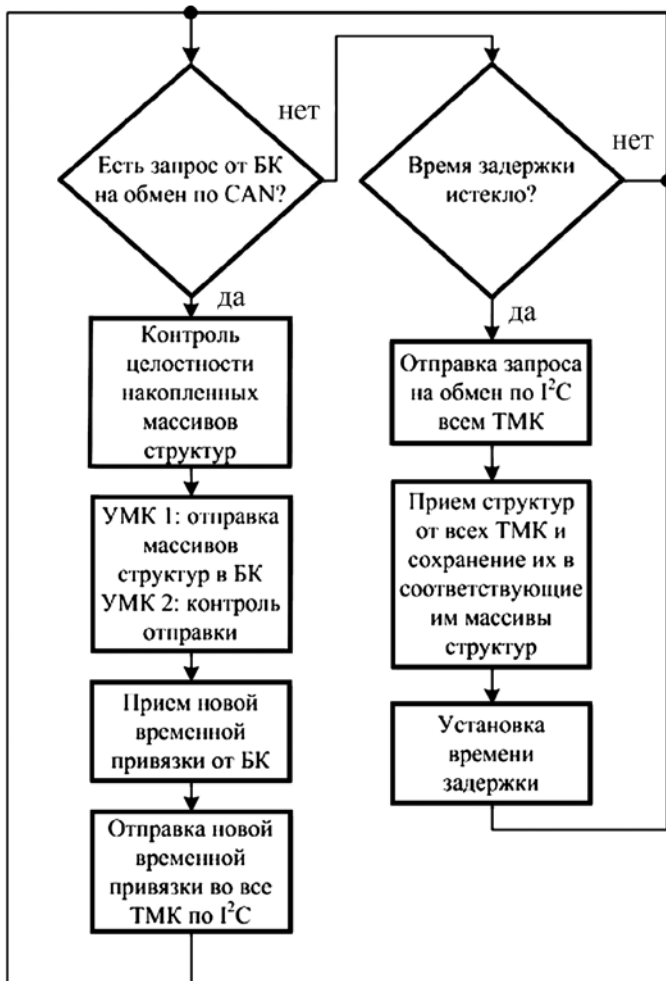 Есть запрос от БК
на обмен по CAN?
нет
да
Контроль
целостности
накопленных
массивов
структур
УМК 1: отправка
массивов
структур в БК
УМК 2: контроль
отправки
Прием новой
временной
привязки от БК
Отправка новой
временной
привязки во все
ТМК по I²C
Время задержки
истекло?
нет
да
Отправка запроса
на обмен по I²C
всем ТМК
Прием структур
от всех ТМК и
сохранение их в
соответствующие
им массивы
структур
Установка
времени
задержки